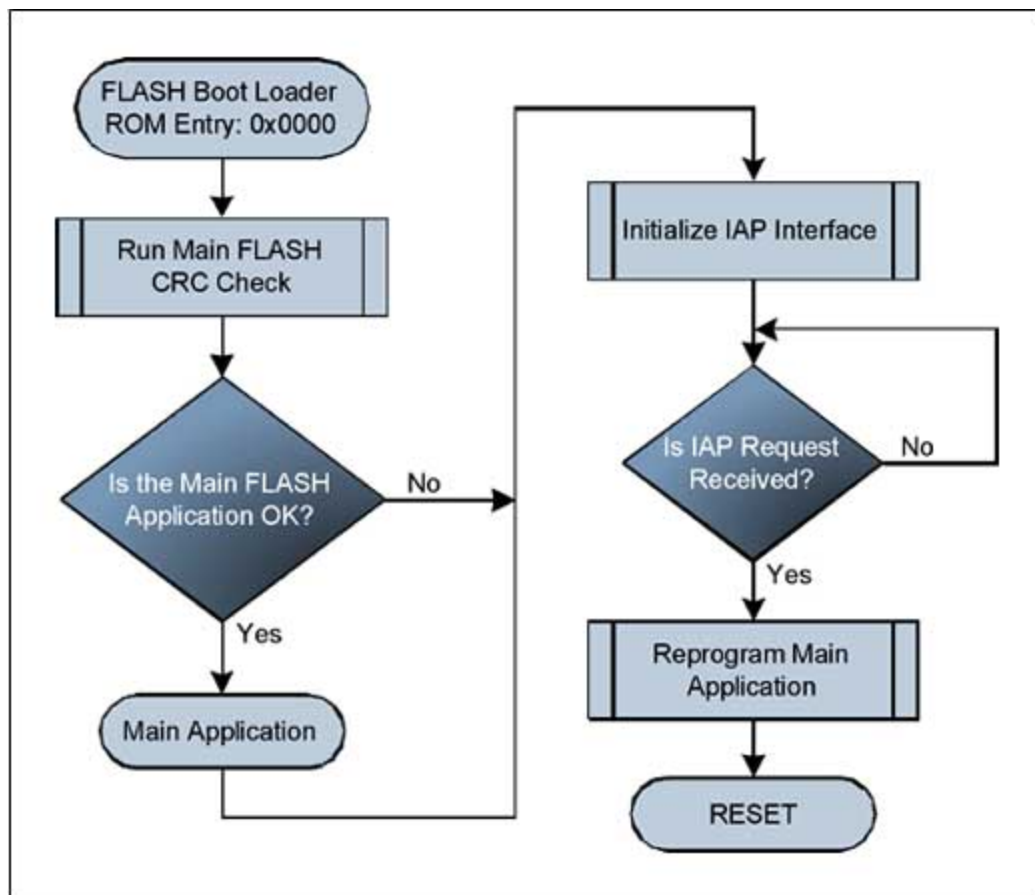 FLASH Boot Loader
ROM Entry: 0x0000
Run Main FLASH
CRC Check
Is the Main FLASH
Application OK?
No
Yes
Main Application
Initialize IAP Interface
Is IAP Request
Received?
No
Yes
Reprogram Main
Application
RESET